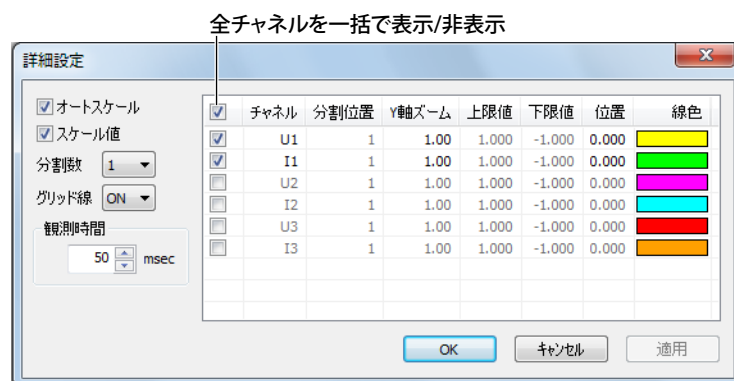 全チャネルを一括で表示/非表示
詳細設定
オートスケール
スケール値
分割数 1
グリッド線 ON
観測時間
50 msec
チャネル 分割位置 Y軸ズーム 上限値 下限値 位置 線色
U1 1 1.00 1.000 -1.000 0.000
I1 1 1.00 1.000 -1.000 0.000
U2 1 1.00 1.000 -1.000 0.000
I2 1 1.00 1.000 -1.000 0.000
U3 1 1.00 1.000 -1.000 0.000
I3 1 1.00 1.000 -1.000 0.000
OK キャンセル 適用